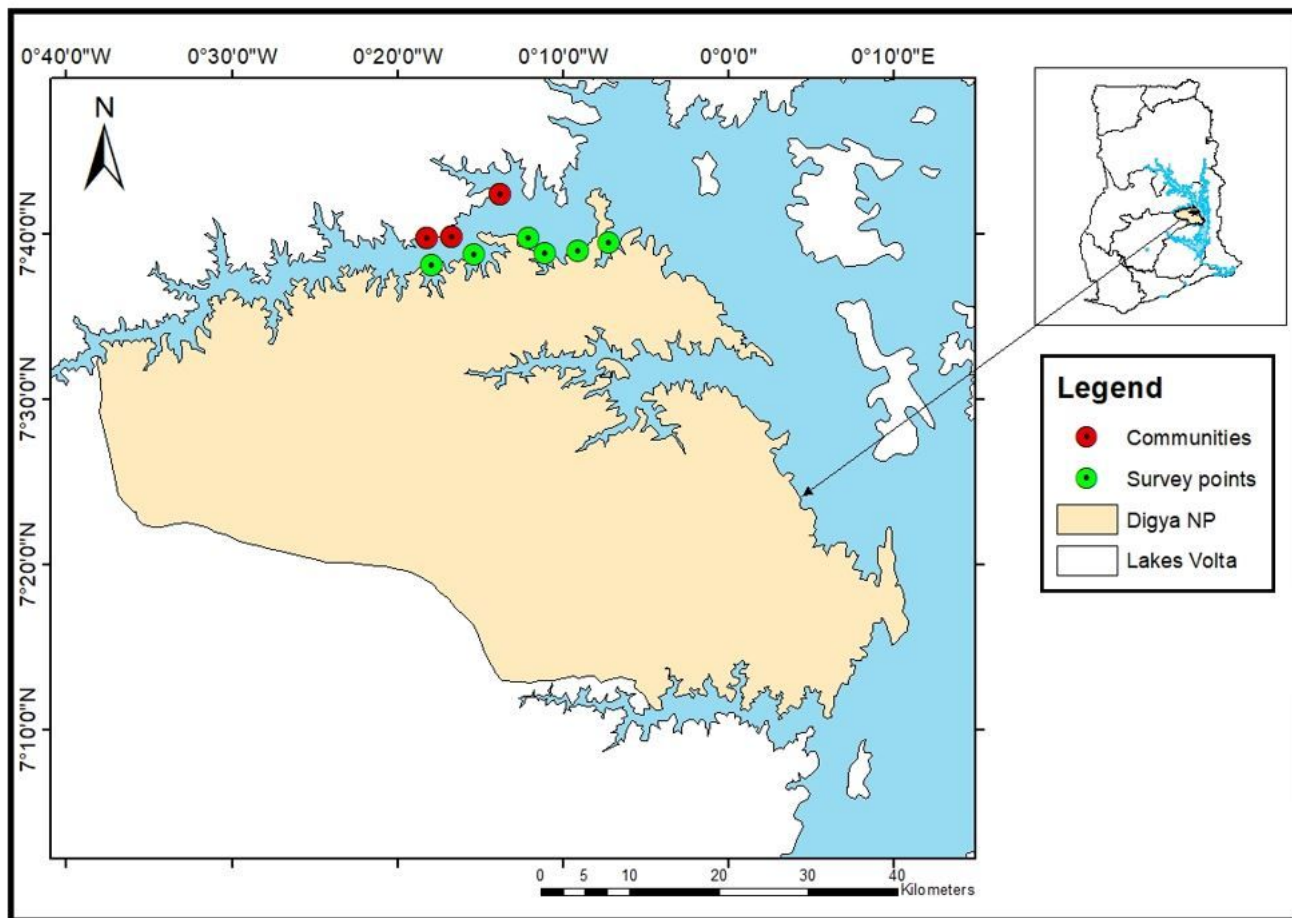 0°40'0"W 0°30'0"W 0°20'0"W 0°10'0"W 0°0'0" 0°10'0"E
N
7°40'0"N
7°30'0"N
7°20'0"N
7°10'0"N
Legend
Communities
Survey points
Digya NP
Lakes Volta
0 5 10 20 30 40
Kilometers